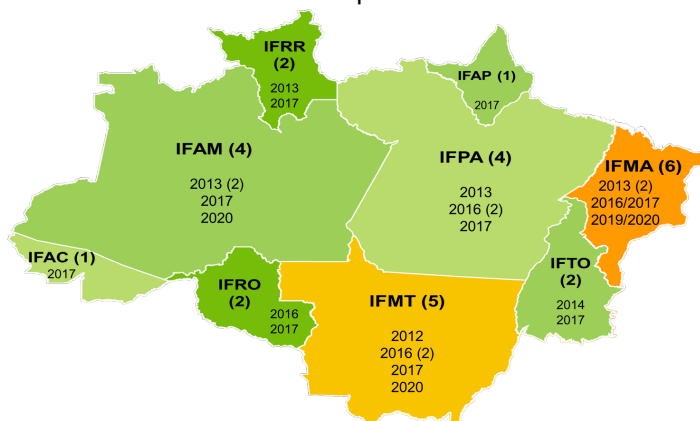 IFRR
(2)
2013
2017
IFAP (1)
2017
IFAM (4)
2013 (2)
2017
2020
IFPA (4)
2013
2016 (2)
2017
IFMA (6)
2013 (2)
2016/2017
2019/2020
IFAC (1)
2017
IFRO
(2)
2016
2017
IFMT (5)
2012
2016 (2)
2017
2020
IFTO
(2)
2014
2017